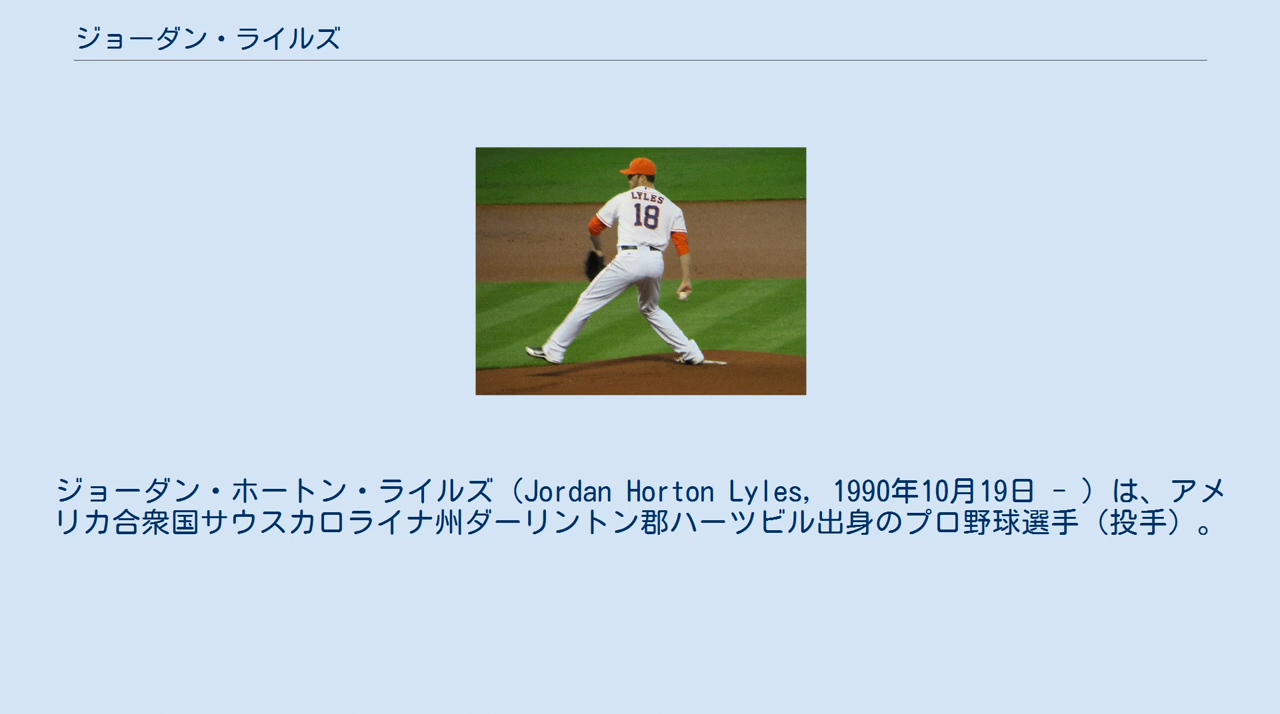 ジョーダン・ライルズ
LYLES
18
ジョーダン・ホートン・ライルズ（Jordan Horton Lyles, 1990年10月19日 - ）は、アメ
リカ合衆国サウスカロライナ州ダーリントン郡ハーツビル出身のプロ野球選手（投手）。